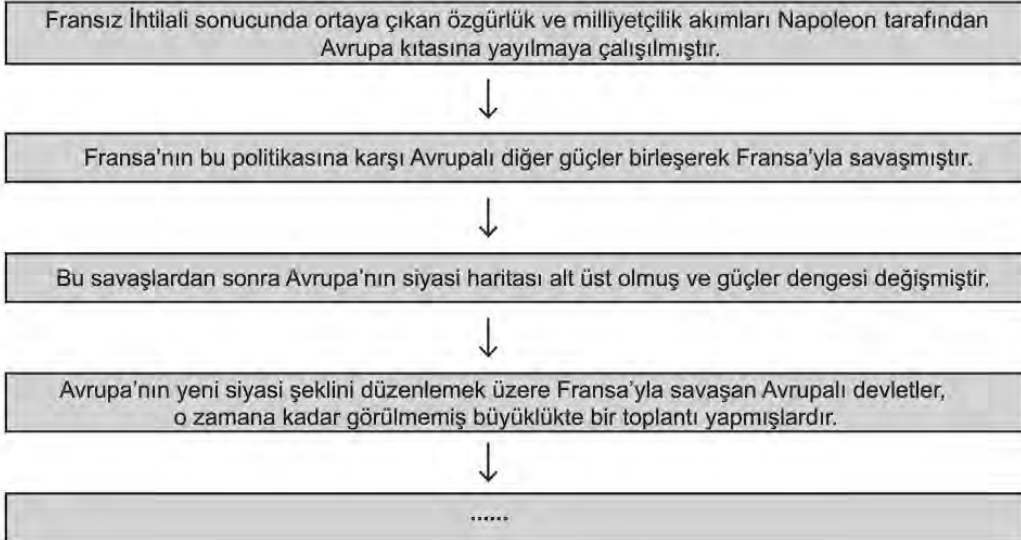 Fransız İhtilali sonucunda ortaya çıkan özgürlük ve milliyetçilik akımları Napoleon tarafından
Avrupa kıtasına yayılmaya çalışılmıştır.
Fransa’nın bu politikasına karşı Avrupalı diğer güçler birleşerek Fransa’yla savaşmıştır.
Bu savaşlardan sonra Avrupa’nın siyasi haritası alt üst olmuş ve güçler dengesi değişmiştir.
Avrupa’nın yeni siyasi şeklini düzenlemek üzere Fransa’yla savaşan Avrupalı devletler,
o zamana kadar görülmemiş büyüklükte bir toplantı yapmışlardır.
......